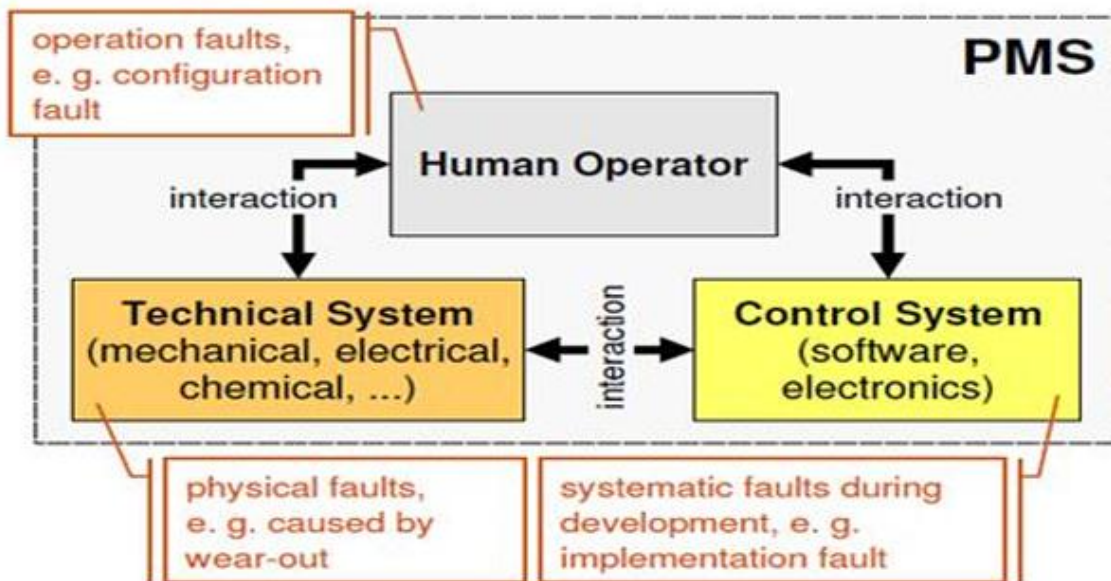 operation faults,
e. g. configuration
fault
PMS
Human Operator
interaction
interaction
Technical System
(mechanical, electrical,
chemical, ...)
interaction
Control System
(software,
electronics)
physical faults,
e. g. caused by
wear-out
systematic faults during
development, e. g.
implementation fault